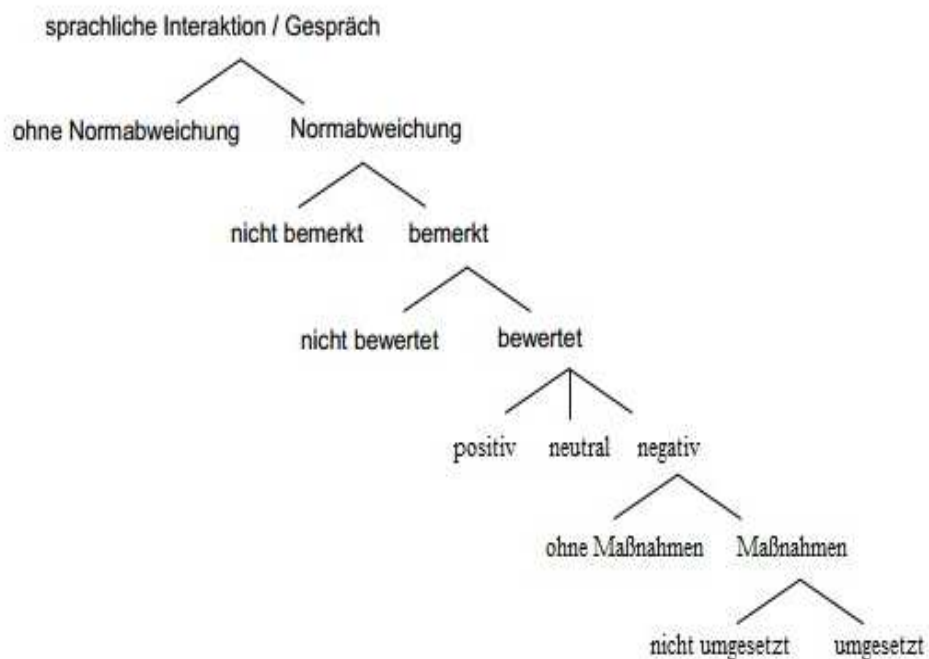 sprachliche Interaktion / Gespräch
ohne Normabweichung Normabweichung
nicht bemerkt bemerkt
nicht bewertet bewertet
positiv neutral negativ
ohne Maßnahmen Maßnahmen
nicht umgesetzt umgesetzt